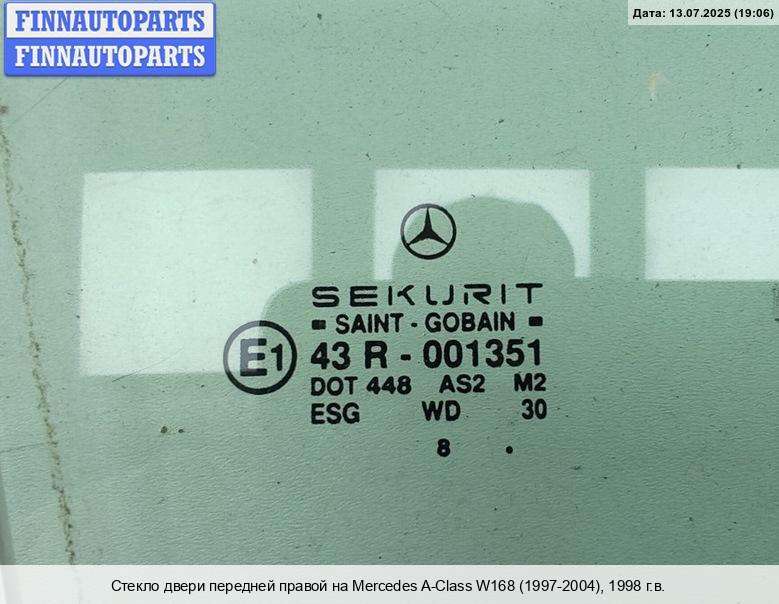 FINNAUTOPARTS
FINNAUTOPARTS
Дата: 13.07.2025 (19:06)
SEKURIT
SAINT - GOBAIN
E1
43 R - 001351
DOT 448 AS2 M2
ESG WD 30
8 .
Стекло двери передней правой на Mercedes A-Class W168 (1997-2004), 1998 г.в.